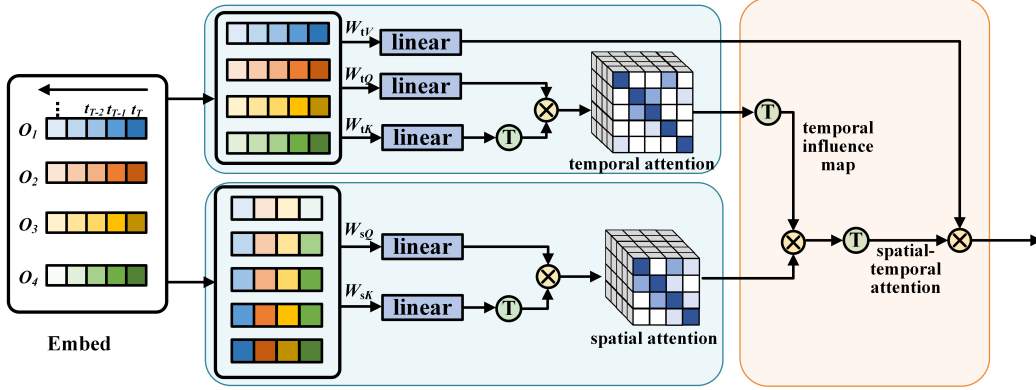 t_{T-2} t_{T-1} t_T
O_1
O_2
O_3
O_4
Embed
W_{tV}
linear
W_{tQ}
linear
W_{tK}
linear
T
temporal attention
W_{sQ}
linear
W_{sK}
linear
T
spatial attention
T
temporal
influence
map
T
spatial-
temporal
attention